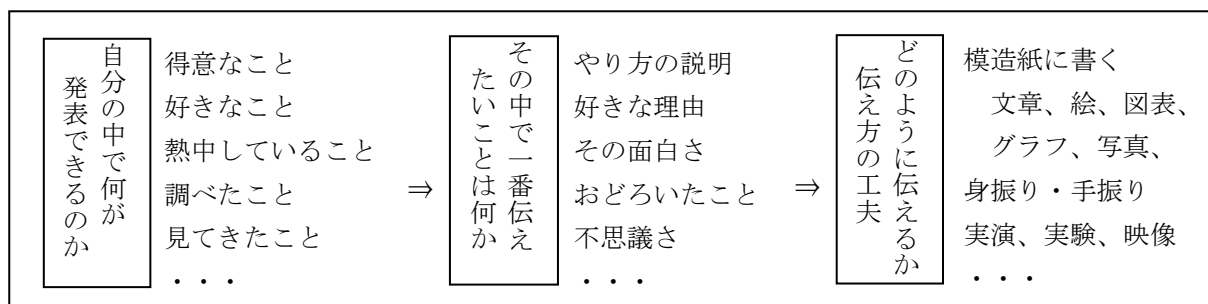 自分の中で何が
発表できるのか
得意なこと
好きなこと
熱中していること
調べたこと
見てきたこと
・・・
⇒
その中で一番伝え
たいことは何か
やり方の説明
好きな理由
その面白さ
おどろいたこと
不思議さ
・・・
⇒
どのように伝えるか
伝え方の工夫
模造紙に書く
文章、絵、図表、
グラフ、写真、
身振り・手振り
実演、実験、映像
・・・